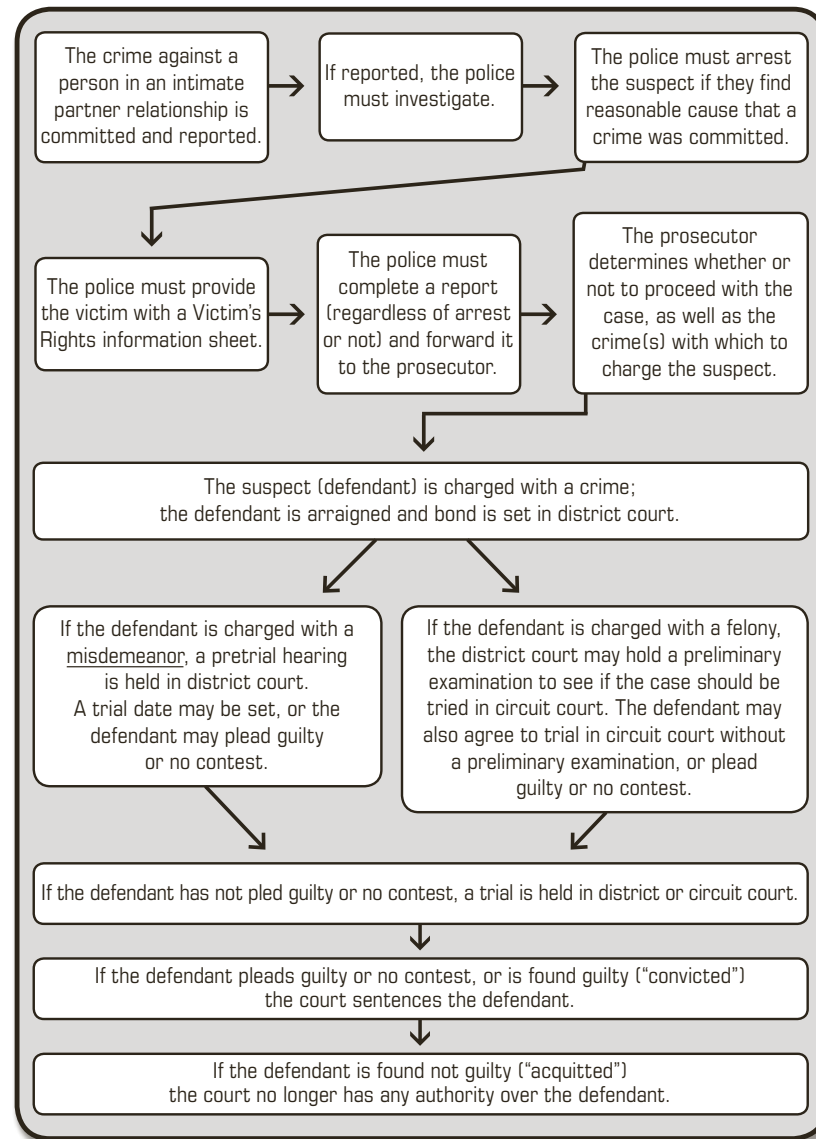 The crime against a
person in an intimate
partner relationship is
committed and reported.
If reported, the police
must investigate.
The police must arrest
the suspect if they find
reasonable cause that a
crime was committed.
The police must provide
the victim with a Victim's
Rights information sheet.
The police must
complete a report
(regardless of arrest
or not) and forward it
to the prosecutor.
The prosecutor
determines whether or
not to proceed with the
case, as well as the
crime(s) with which to
charge the suspect.
The suspect (defendant) is charged with a crime;
the defendant is arraigned and bond is set in district court.
If the defendant is charged with a
misdemeanor, a pretrial hearing
is held in district court.
A trial date may be set, or the
defendant may plead guilty
or no contest.
If the defendant is charged with a felony,
the district court may hold a preliminary
examination to see if the case should be
tried in circuit court. The defendant may
also agree to trial in circuit court without
a preliminary examination, or plead
guilty or no contest.
If the defendant has not pled guilty or no contest, a trial is held in district or circuit court.
If the defendant pleads guilty or no contest, or is found guilty (“convicted”)
the court sentences the defendant.
If the defendant is found not guilty (“acquitted”)
the court no longer has any authority over the defendant.